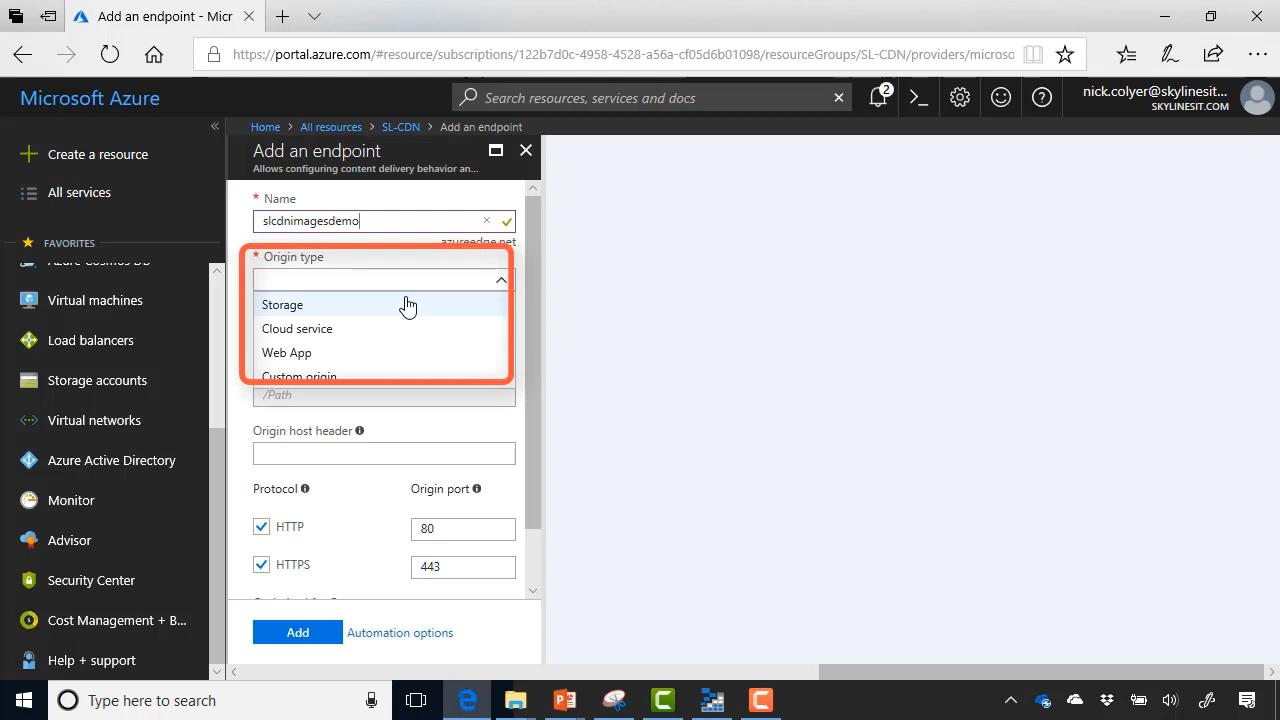 Add an endpoint - Micr
https://portal.azure.com/#resource/subscriptions/122b7d0c-4958-4528-a56a-cf05d6b01098/resourceGroups/SL-CDN/providers/microso
Microsoft Azure
Search resources, services and docs
2
nick.colyer@skylinesit...
SKYLINESIT.COM
Home > All resources > SL-CDN > Add an endpoint
Create a resource
All services
FAVORITES
Azure Cosmos DB
Virtual machines
Load balancers
Storage accounts
Virtual networks
Azure Active Directory
Monitor
Advisor
Security Center
Cost Management + B...
Help + support
Add an endpoint
Allows configuring content delivery behavior an...
* Name
slcdnimagesdemo
.azureedge.net
* Origin type
Storage
Cloud service
Web App
Custom origin
/Path
Origin host header
Protocol
Origin port
HTTP
80
HTTPS
443
Add
Automation options
Type here to search